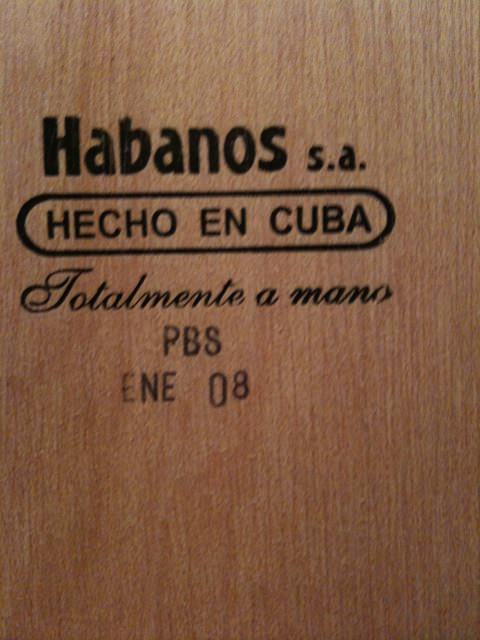 Habanos s.a.
HECHO EN CUBA
Totalmente a mano
PBS
ENE 08